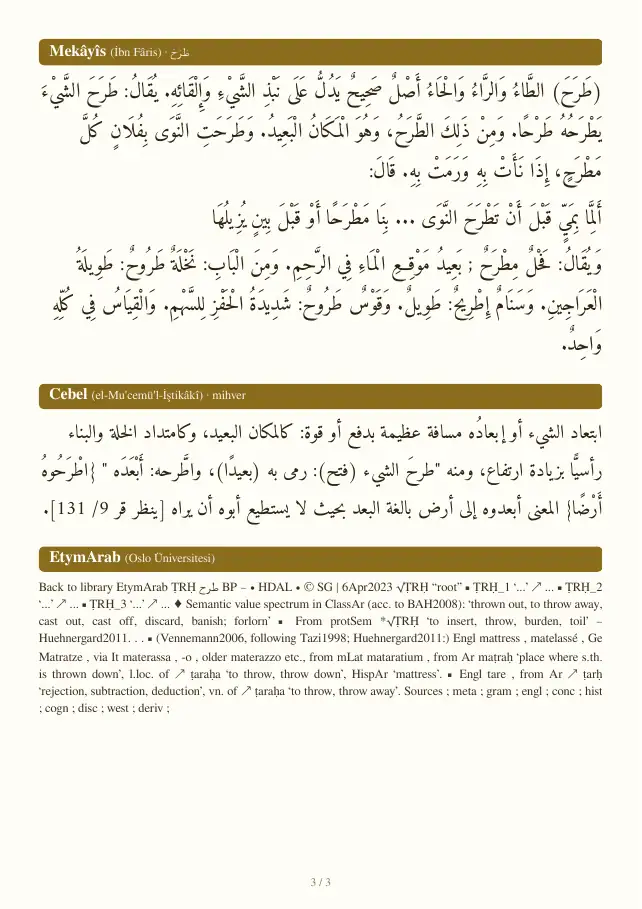 Mekâyîs (İbn Fâris) · طَرَحَ
(طَرَحَ) الطَّاءُ وَالرَّاءُ وَالْحَاءُ أَصْلٌ صَحِيحٌ يَدُلُّ عَلَى نَبْذِ الشَّيْءِ وَإِلْقَائِهِ. يُقَالُ: طَرَحَ الشَّيْءَ
يَطْرَحُهُ طَرْحًا. وَمِنْ ذَلِكَ الطَّرَحُ، وَهُوَ الْمَكَانُ الْبَعِيدُ. وَطَرَحَتِ النَّوَى بِفُلَانٍ كُلَّ
مَطْرَحٍ، إِذَا نَأَتْ بِهِ وَرَمَتْ بِهِ. قَالَ:
أَلِمَّا بِمَيٍّ قَبْلَ أَنْ تَطْرَحَ النَّوَى ... بِنَا مَطْرَحًا أَوْ قَبْلَ بَيْنٍ يُزِيلُهَا
وَيُقَالُ: فَحْلٌ مِطْرَحٌ ; بَعِيدُ مَوْقِعِ الْمَاءِ فِي الرَّحِمِ. وَمِنَ الْبَابِ: نَخْلَةٌ طَرُوحٌ: طَوِيلَةُ
الْعَرَاجِينِ. وَسَنَامٌ إِطْرِيحٌ: طَوِيلٌ. وَقَوْسٌ طَرُوحٌ: شَدِيدَةُ الْحَفْزِ لِلسَّهْمِ. وَالْقِيَاسُ فِي كُلِّهِ
وَاحِدٌ.
Cebel (el-Mu'cemü'l-İştikâkî) · mihver
ابتعاد الشيء أو إبعادُه مسافة عظيمة بدفع أو قوة: كالمكان البعيد، وكامتداد الخلة والبناء
رأسيًّا بزيادة ارتفاع، ومنه "طرحَ الشيء (فتح): رمى به (بعيدًا)، واطَّرحه: أَبْعَدَه " {اطْرَحُوهُ
أَرْضًا} المعنى أبعدوه إلى أرض بالغة البعد بحيث لا يستطيع أبوه أن يراه [ينظر قر 9/ 131].
EtymArab (Oslo Üniversitesi)
Back to library EtymArab ṬRḤ طرح BP – • HDAL • © SG | 6Apr2023 √ṬRḤ “root” ▪ ṬRḤ_1 ‘...’ ↗ ... ▪ ṬRḤ_2
‘...’ ↗ ... ▪ ṬRḤ_3 ‘...’ ↗ ... ♦ Semantic value spectrum in ClassAr (acc. to BAH2008): ‘thrown out, to throw away,
cast out, cast off, discard, banish; forlorn’ ▪ From protSem *√ṬRḤ ‘to insert, throw, burden, toil’ –
Huehnergard2011. . . ▪ (Vennemann2006, following Tazi1998; Huehnergard2011:) Engl mattress , matelassé , Ge
Matratze , via It materassa , -o , older materazzo etc., from mLat mataratium , from Ar maṭraḥ ‘place where s.th.
is thrown down’, l.loc. of ↗ ṭaraḥa ‘to throw, throw down’, HispAr ‘mattress’. ▪ Engl tare , from Ar ↗ ṭarḥ
‘rejection, subtraction, deduction’, vn. of ↗ ṭaraḥa ‘to throw, throw away’. Sources ; meta ; gram ; engl ; conc ; hist
; cogn ; disc ; west ; deriv ;
3 / 3